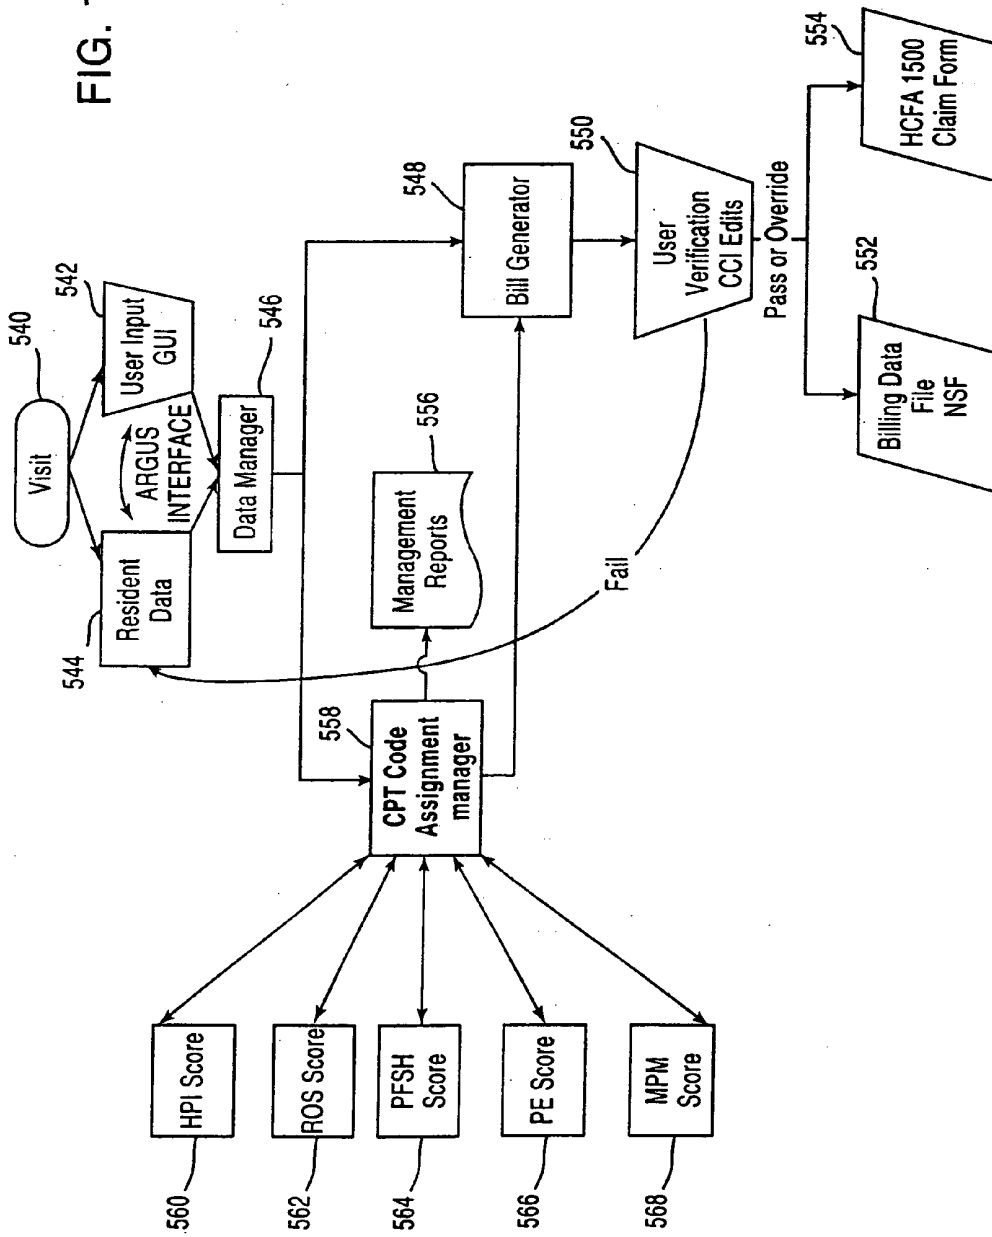 FIG.
540
Visit
544
Resident
Data
ARGUS
INTERFACE
542
User Input
GUI
546
Data Manager
558
CPT Code
Assignment
manager
556
Management
Reports
548
Bill Generator
550
User
Verification
CCI Edits
Fail
Pass or Override
552
Billing Data
File
NSF
554
HCFA 1500
Claim Form
560
HPI Score
562
ROS Score
564
PFSH
Score
566
PE Score
568
MPM
Score